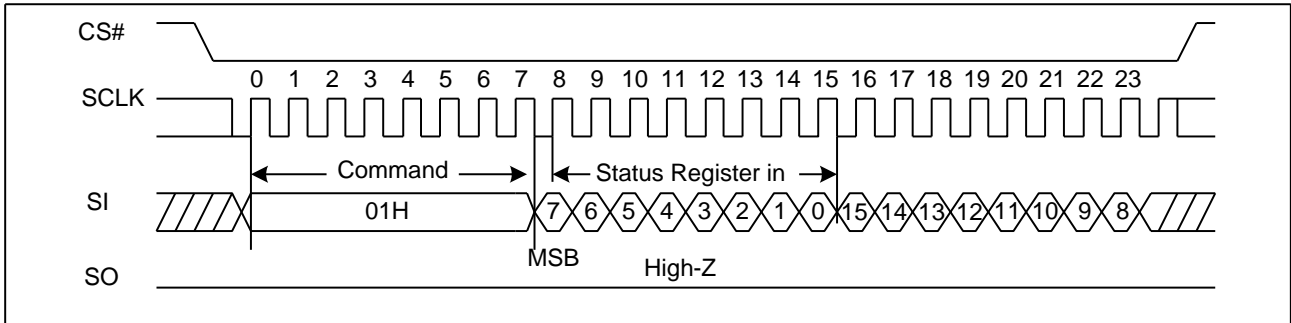 CS#
0 1 2 3 4 5 6 7 8 9 10 11 12 13 14 15 16 17 18 19 20 21 22 23
SCLK
Command Status Register in
SI 01H 7 6 5 4 3 2 1 0 15 14 13 12 11 10 9 8
MSB High-Z
SO